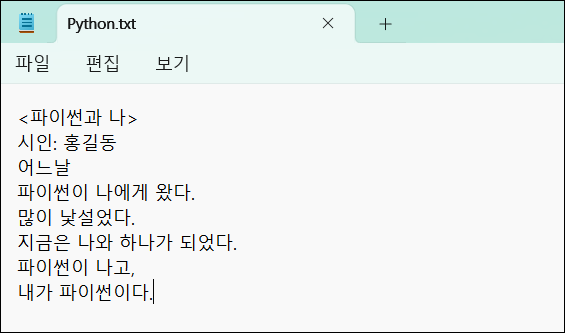 Python.txt
파일 편집 보기
<파이썬과 나>
시인: 홍길동
어느날
파이썬이 나에게 왔다.
많이 낯설었다.
지금은 나와 하나가 되었다.
파이썬이 나고,
내가 파이썬이다.